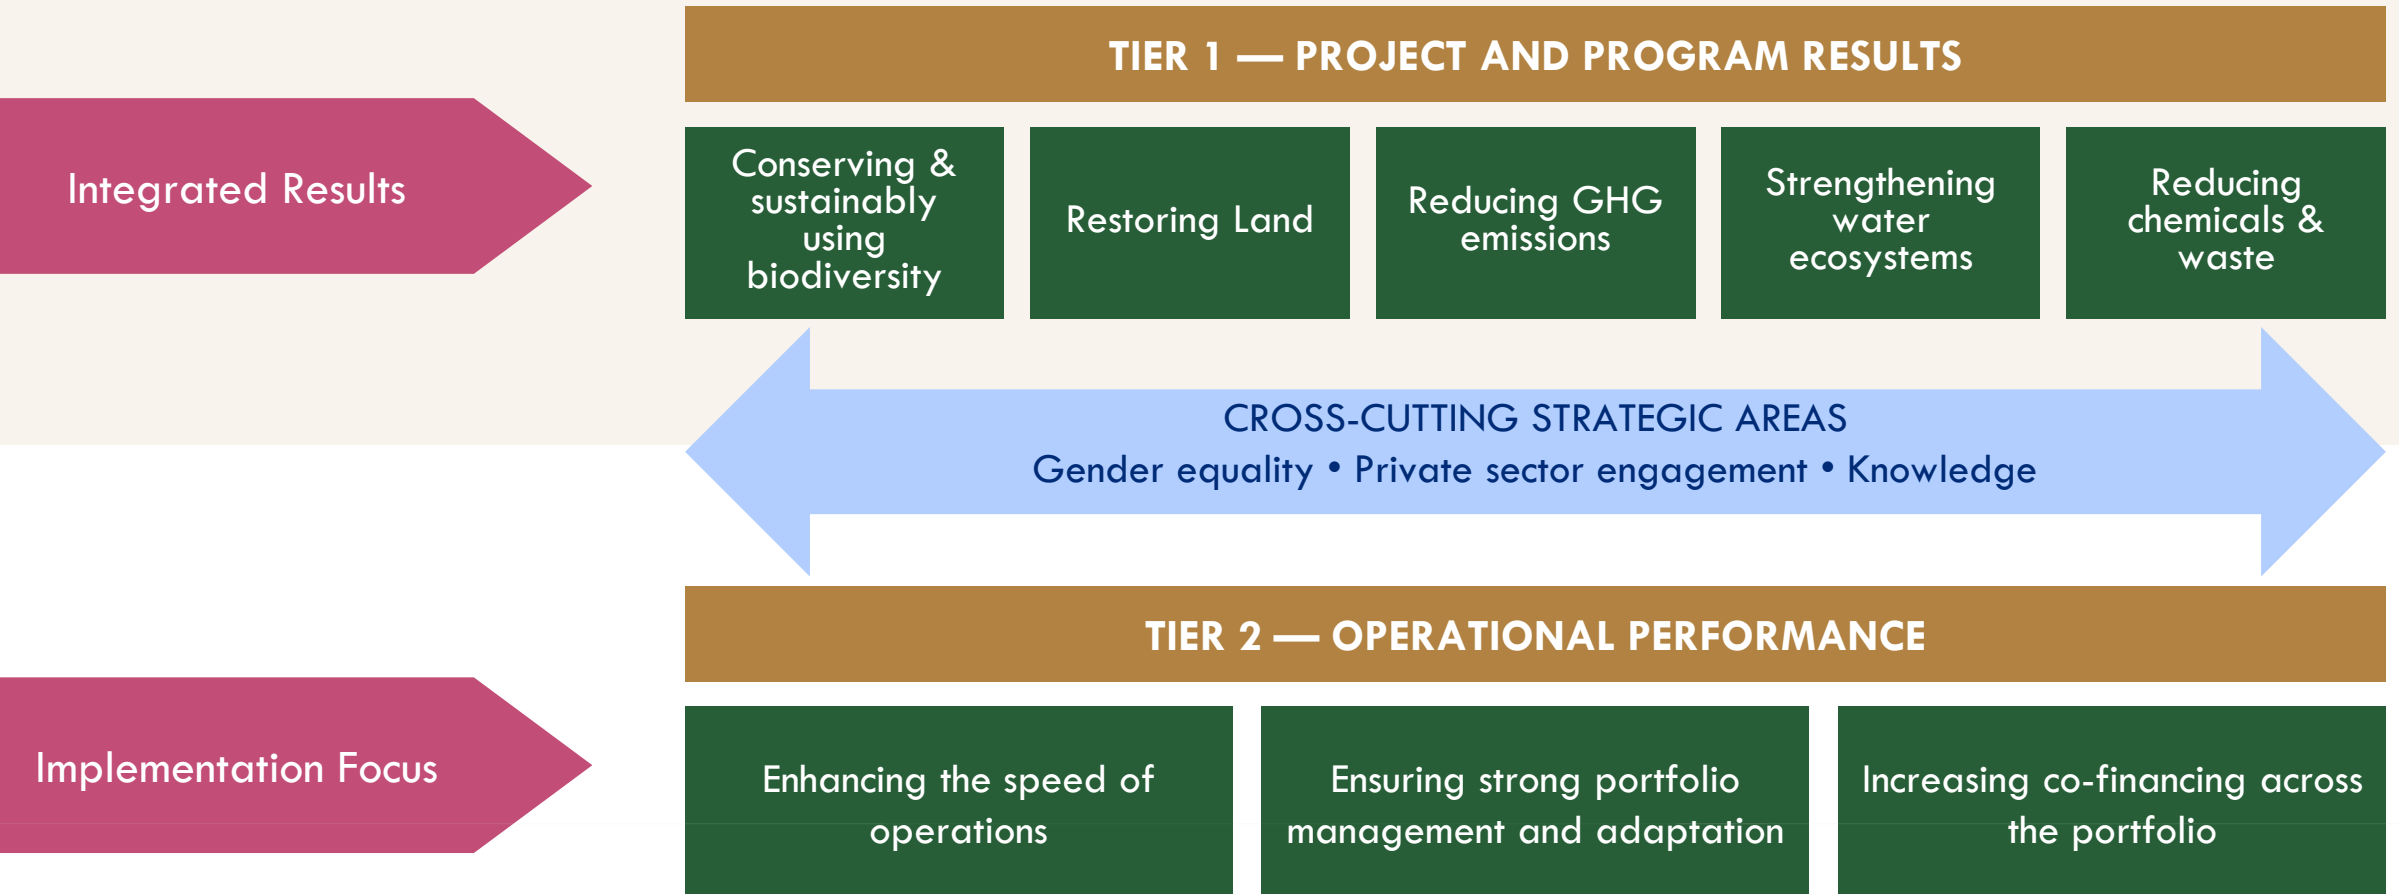 TIER 1 — PROJECT AND PROGRAM RESULTS
Integrated Results
Conserving &
sustainably
using
biodiversity
Restoring Land
Reducing GHG
emissions
Strengthening
water
ecosystems
Reducing
chemicals &
waste
CROSS-CUTTING STRATEGIC AREAS
Gender equality • Private sector engagement • Knowledge
TIER 2 — OPERATIONAL PERFORMANCE
Implementation Focus
Enhancing the speed of
operations
Ensuring strong portfolio
management and adaptation
Increasing co-financing across
the portfolio